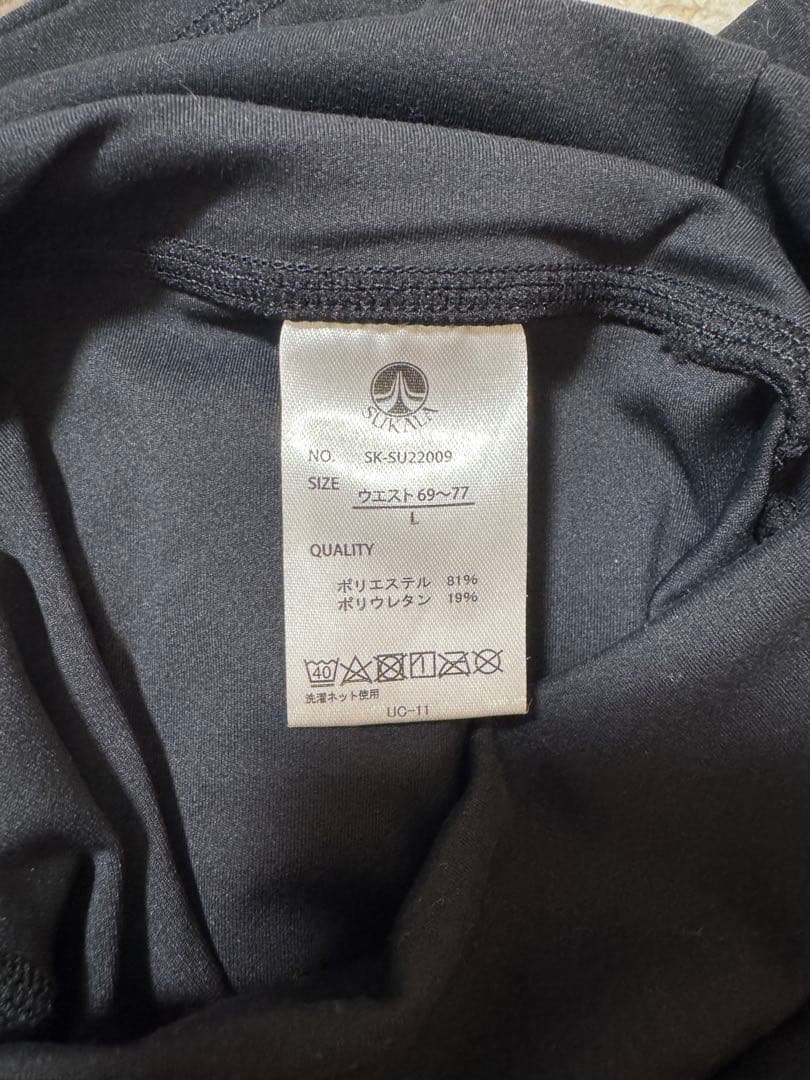 SUKALA
NO. SK-SU22009
SIZE ウエスト69～77
L
QUALITY
ポリエステル 81%
ポリウレタン 19%
40
洗濯ネット使用
UC-11